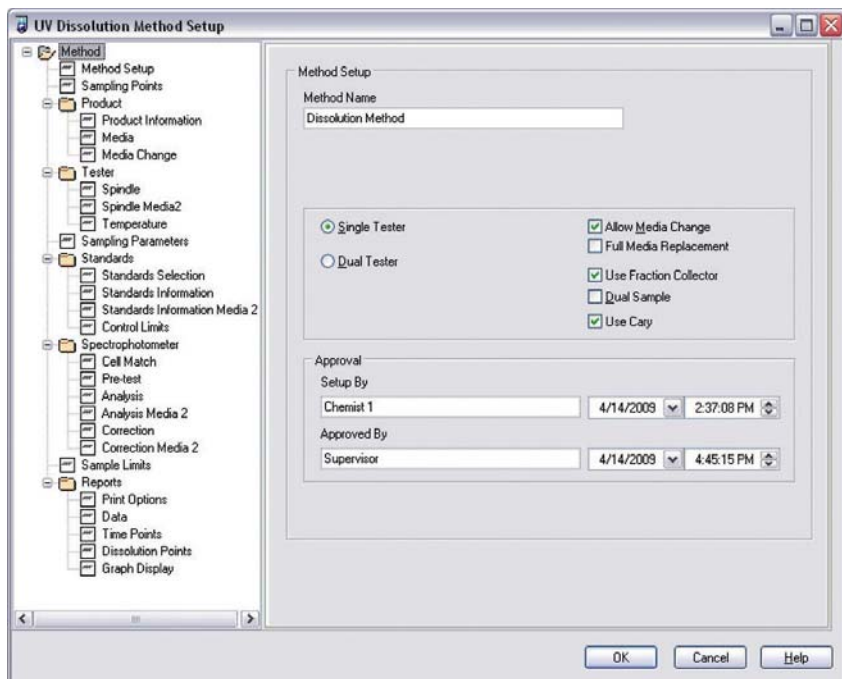 UV Dissolution Method Setup
Method
Method Setup
Sampling Points
Product
Product Information
Media
Media Change
Tester
Spindle
Spindle Media2
Temperature
Sampling Parameters
Standards
Standards Selection
Standards Information
Standards Information Media 2
Control Limits
Spectrophotometer
Cell Match
Pre-test
Analysis
Analysis Media 2
Correction
Correction Media 2
Sample Limits
Reports
Print Options
Data
Time Points
Dissolution Points
Graph Display
Method Setup
Method Name
Dissolution Method
Single Tester
Dual Tester
Allow Media Change
Full Media Replacement
Use Fraction Collector
Dual Sample
Use Cary
Approval
Setup By
Chemist 1 4/14/2009 2:37:08 PM
Approved By
Supervisor 4/14/2009 4:45:15 PM
OK Cancel Help